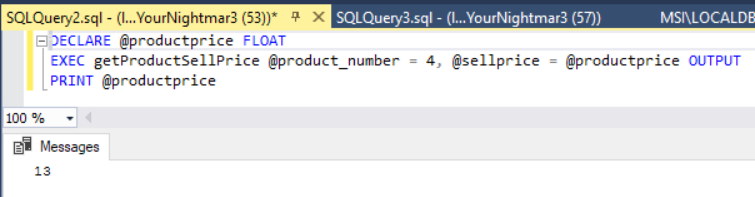 SQLQuery2.sql - (l...YourNightmar3 (53))* SQLQuery3.sql - (l...YourNightmar3 (57)) MSI\LOCALDB
DECLARE @productprice FLOAT
EXEC getProductSellPrice @product_number = 4, @sellprice = @productprice OUTPUT
PRINT @productprice
100 %
Messages
13